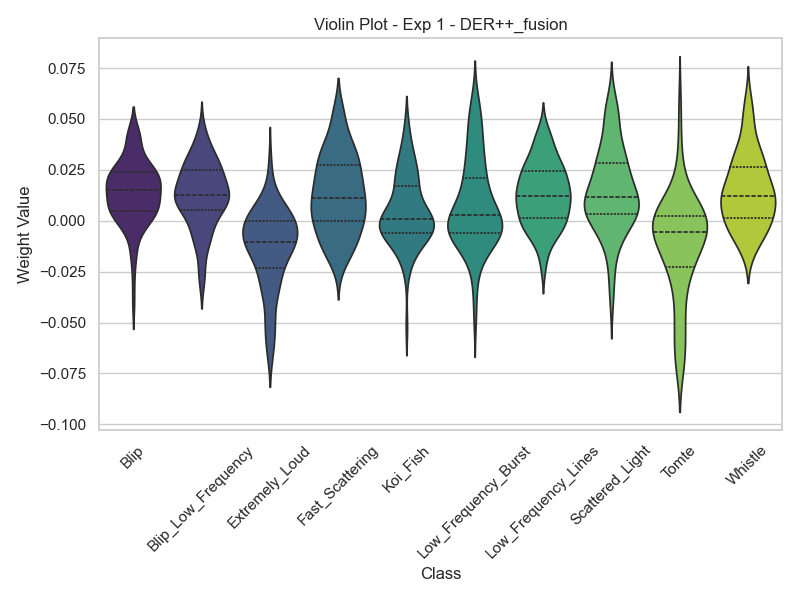 Violin Plot - Exp 1 - DER++_fusion
Weight Value
0.075
0.050
0.025
0.000
−0.025
−0.050
−0.075
−0.100
Blip
Blip_Low_Frequency
Extremely_Loud
Fast_Scattering
Koi_Fish
Low_Frequency_Burst
Low_Frequency_Lines
Scattered_Light
Tomte
Whistle
Class